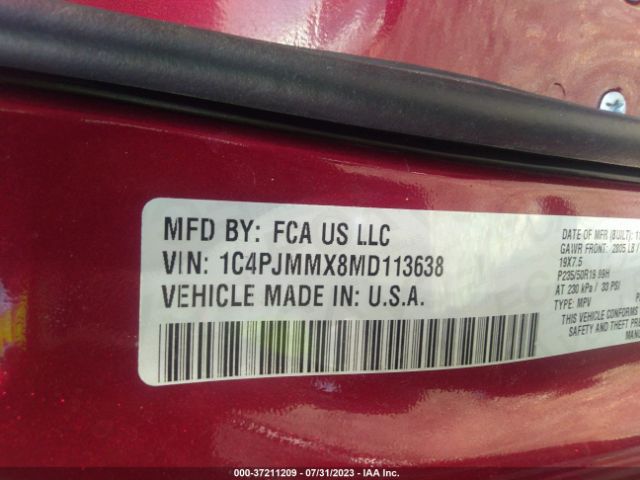 MFD BY: FCA US LLC
VIN: 1C4PJMMX8MD113638
VEHICLE MADE IN: U.S.A.
DATE OF MFR (BUILT):
GAWR FRONT: 2805 LB /
19X7.5
P235/50R19 99H
AT 230 kPa / 33 PSI
TYPE: MPV
THIS VEHICLE CONFORMS
SAFETY AND THEFT
000-37211209 - 07/31/2023 - © IAA, LLC